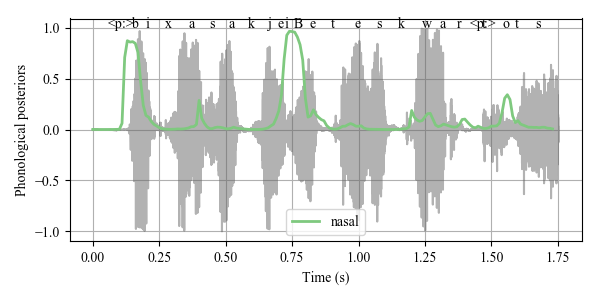 <p:>b i x a s a k j ei B e t e s k w a r <p:> t o t s
1.0
0.5
0.0
−0.5
−1.0
Phonological posteriors
nasal
0.00 0.25 0.50 0.75 1.00 1.25 1.50 1.75
Time (s)